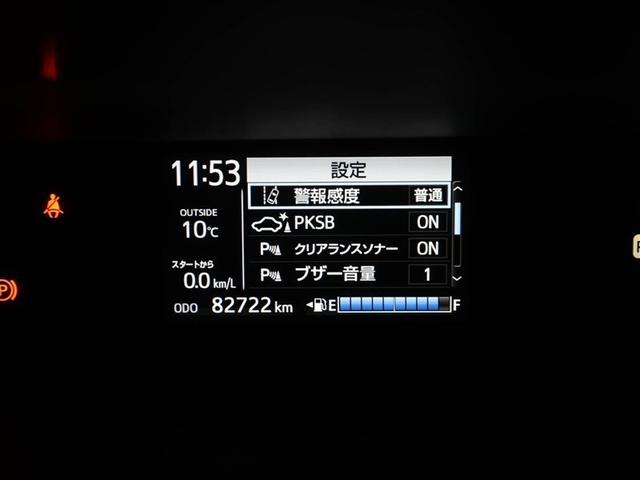 11:53
設定
警報感度 普通
OUTSIDE
10℃
PKSB ON
P クリアランスソナー ON
スタートから
0.0 km/L
P ブザー音量 1
ODO 82722 km
E F
P